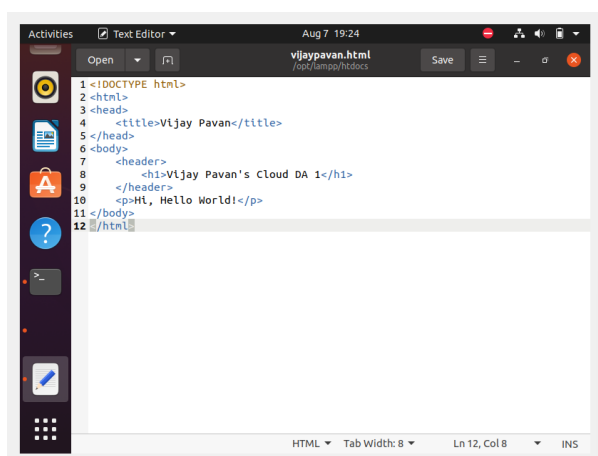 Activities Text Editor Aug 7 19:24
Open vijaypavan.html Save
/opt/lampp/htdocs
1 <!DOCTYPE html>
2 <html>
3 <head>
4     <title>Vijay Pavan</title>
5 </head>
6 <body>
7     <header>
8         <h1>Vijay Pavan's Cloud DA 1</h1>
9     </header>
10     <p>Hi, Hello World!</p>
11 </body>
12 </html>
HTML Tab Width: 8 Ln 12, Col 8 INS